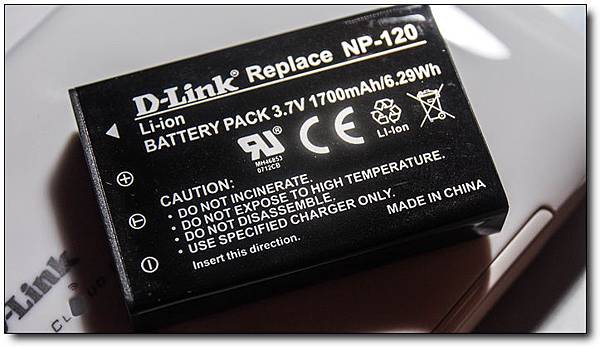 D-Link® Replace NP-120
Li-ion
BATTERY PACK 3.7V 1700mAh/6.29Wh
MH46853
0712CB
Li-Ion
CAUTION:
• DO NOT INCINERATE.
• DO NOT EXPOSE TO HIGH TEMPERATURE.
• DO NOT DISASSEMBLE.
• USE SPECIFIED CHARGER ONLY.
MADE IN CHINA
Insert this direction.
D-Link
CLOUD